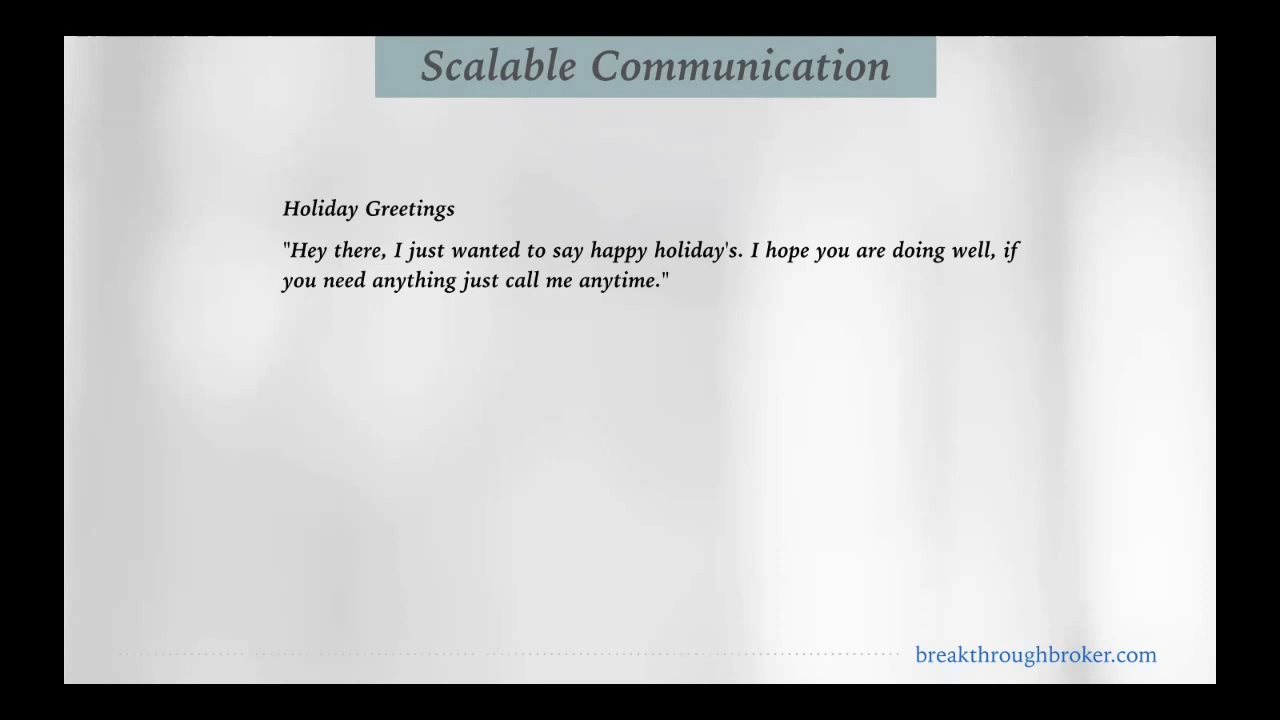 Scalable Communication
Holiday Greetings
"Hey there, I just wanted to say happy holiday's. I hope you are doing well, if
you need anything just call me anytime."
breakthroughbroker.com